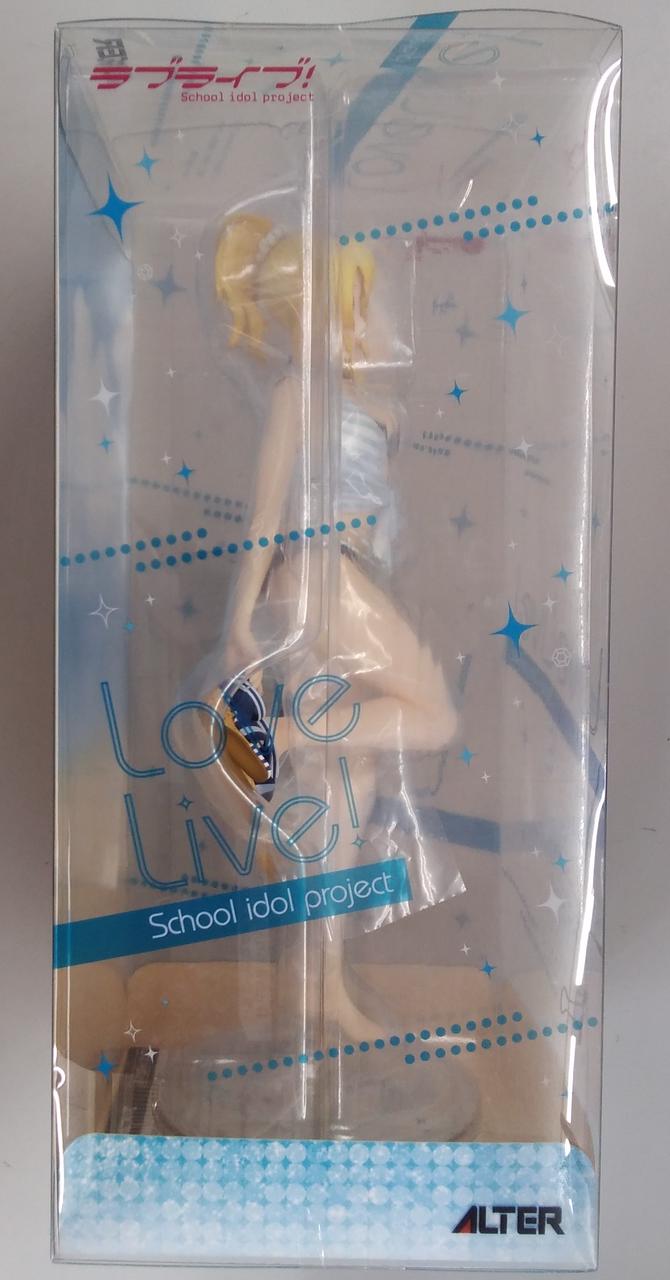 ラブライブ!
School idol project
Love
Live!
School idol project
ALTER